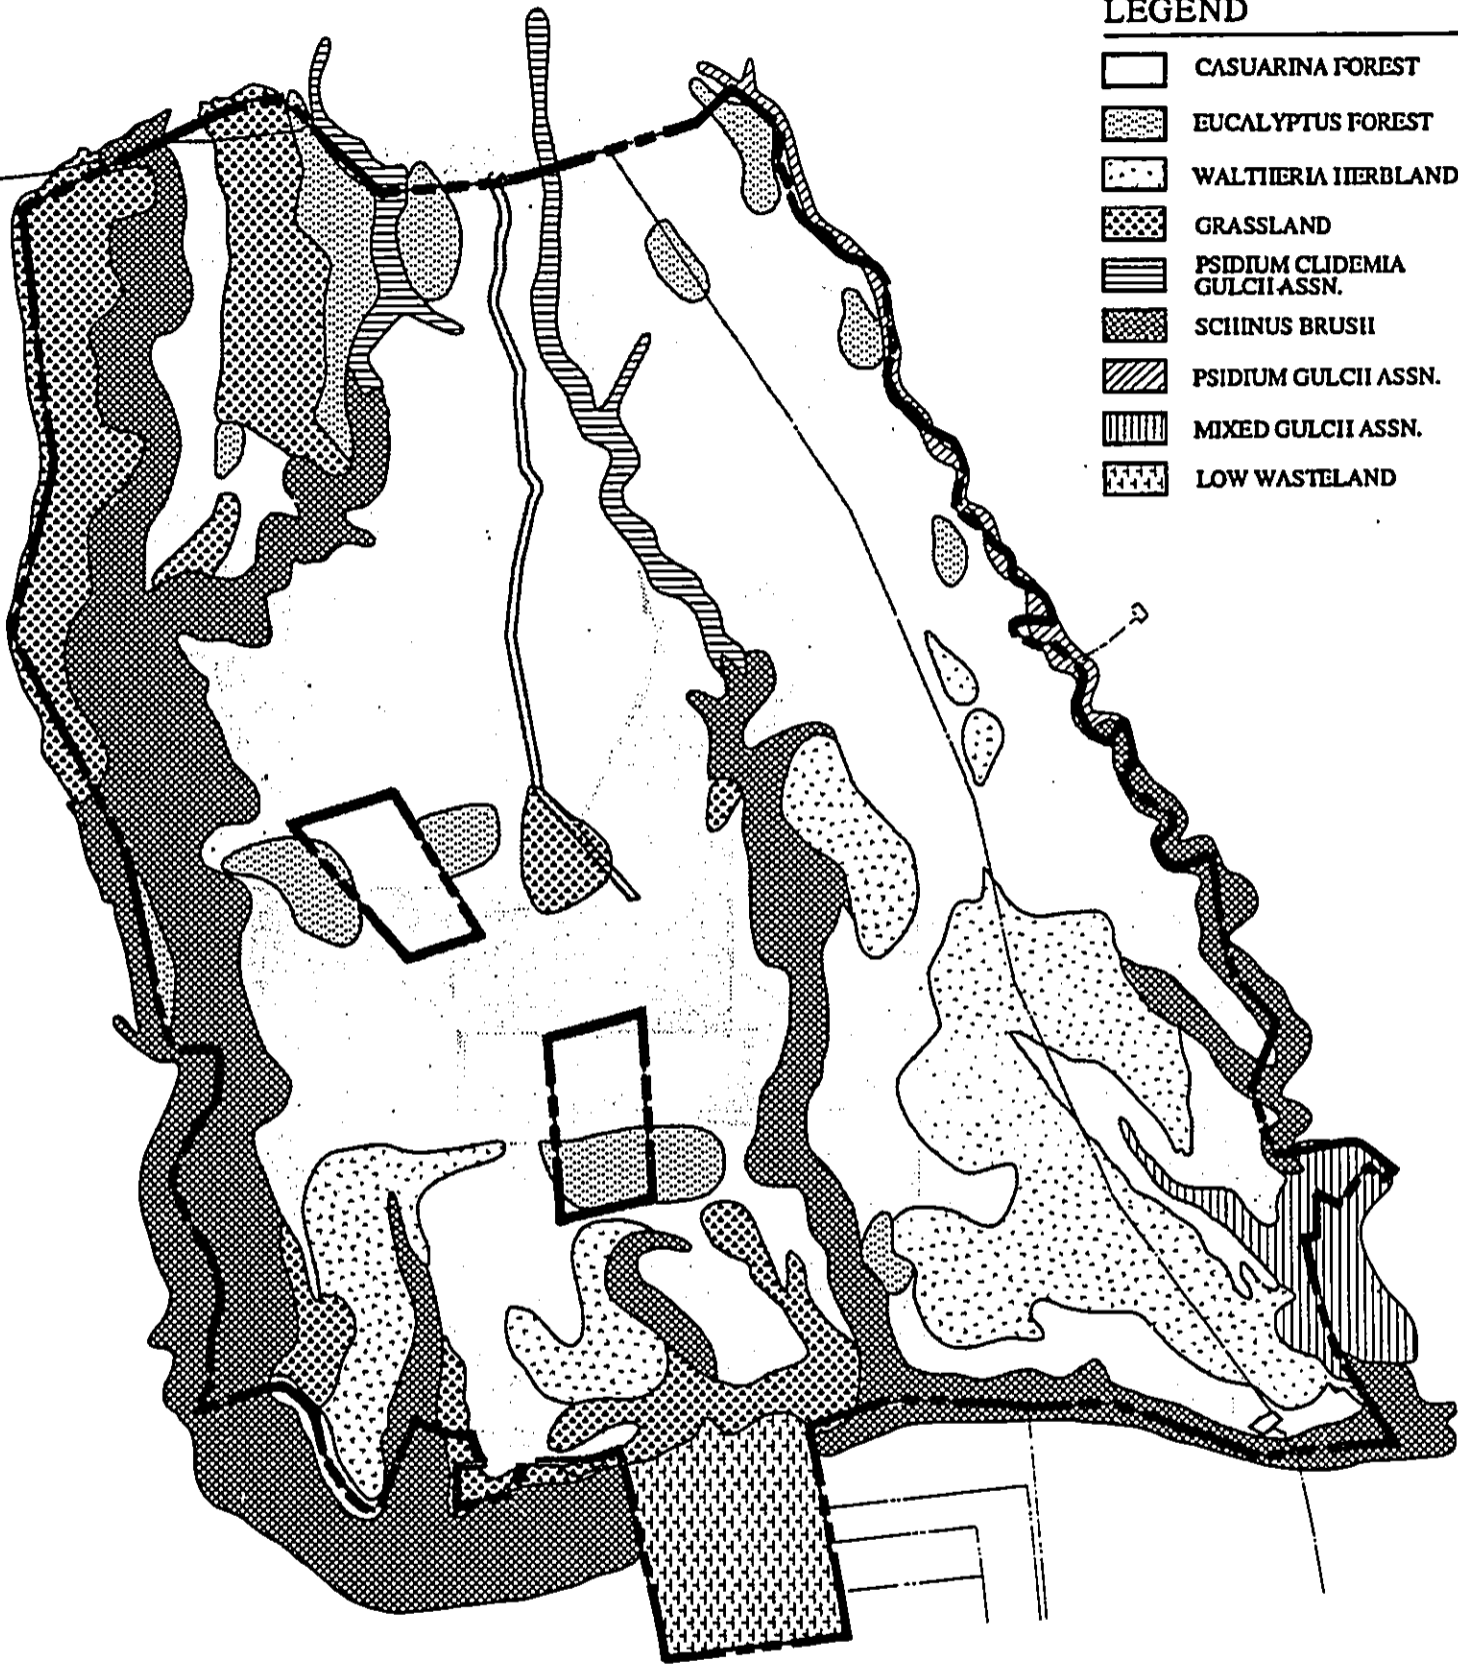 LEGEND
CASUARINA FOREST
EUCALYPTUS FOREST
WALTHERIA HERBLAND
GRASSLAND
PSIDIUM CLIDEMIA
GULCH ASSN.
SCHINUS BRUSH
PSIDIUM GULCH ASSN.
MIXED GULCH ASSN.
LOW WASTELAND